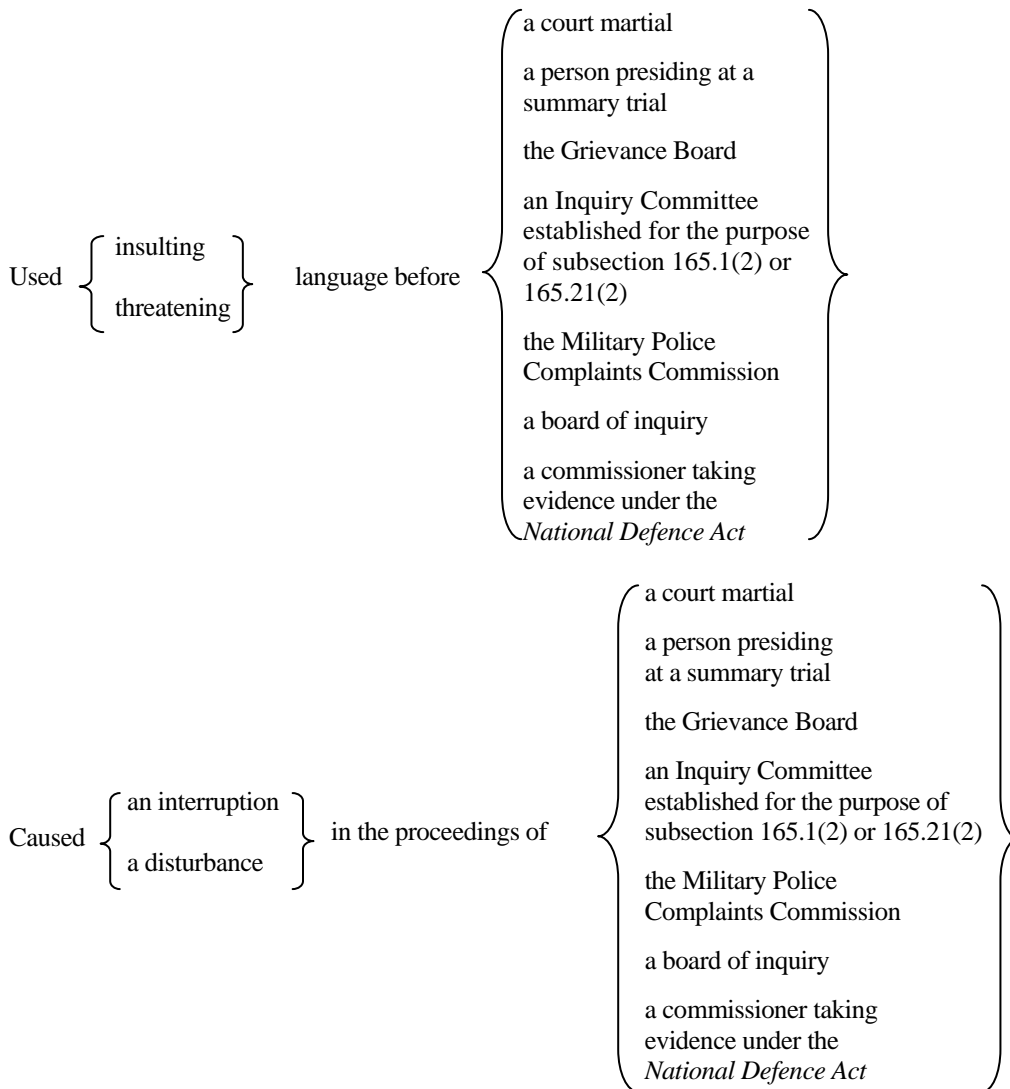 a court martial
a person presiding at a
summary trial
the Grievance Board
an Inquiry Committee
established for the purpose
of subsection 165.1(2) or
165.21(2)
the Military Police
Complaints Commission
a board of inquiry
a commissioner taking
evidence under the
National Defence Act
Used
insulting
threatening
language before
a court martial
a person presiding
at a summary trial
the Grievance Board
an Inquiry Committee
established for the purpose of
subsection 165.1(2) or 165.21(2)
the Military Police
Complaints Commission
a board of inquiry
a commissioner taking
evidence under the
National Defence Act
Caused
an interruption
a disturbance
in the proceedings of